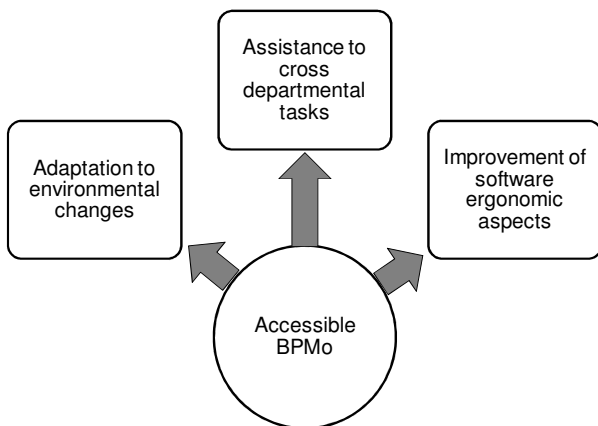 Assistance to
cross
departmental
tasks
Adaptation to
environmental
changes
Improvement of
software
ergonomic
aspects
Accessible
BPMo